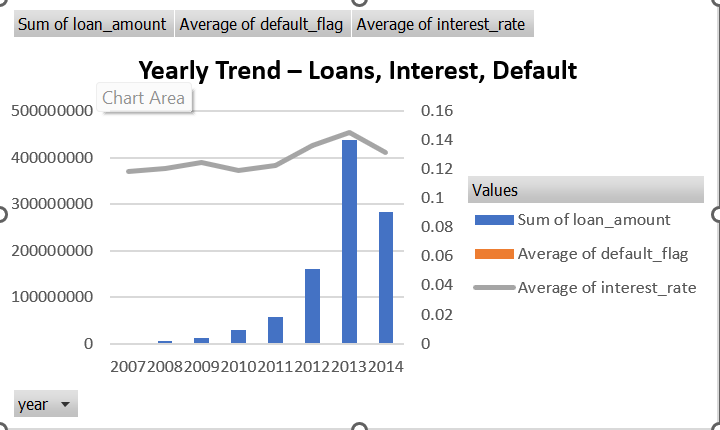 Sum of loan_amount Average of default_flag Average of interest_rate
Yearly Trend – Loans, Interest, Default
Chart Area
500000000 0.16
400000000 0.14
300000000 0.12
200000000 0.1
100000000 0.08
0 0.06
0.04
0.02
0
2007 2008 2009 2010 2011 2012 2013 2014
Values
Sum of loan_amount
Average of default_flag
Average of interest_rate
year